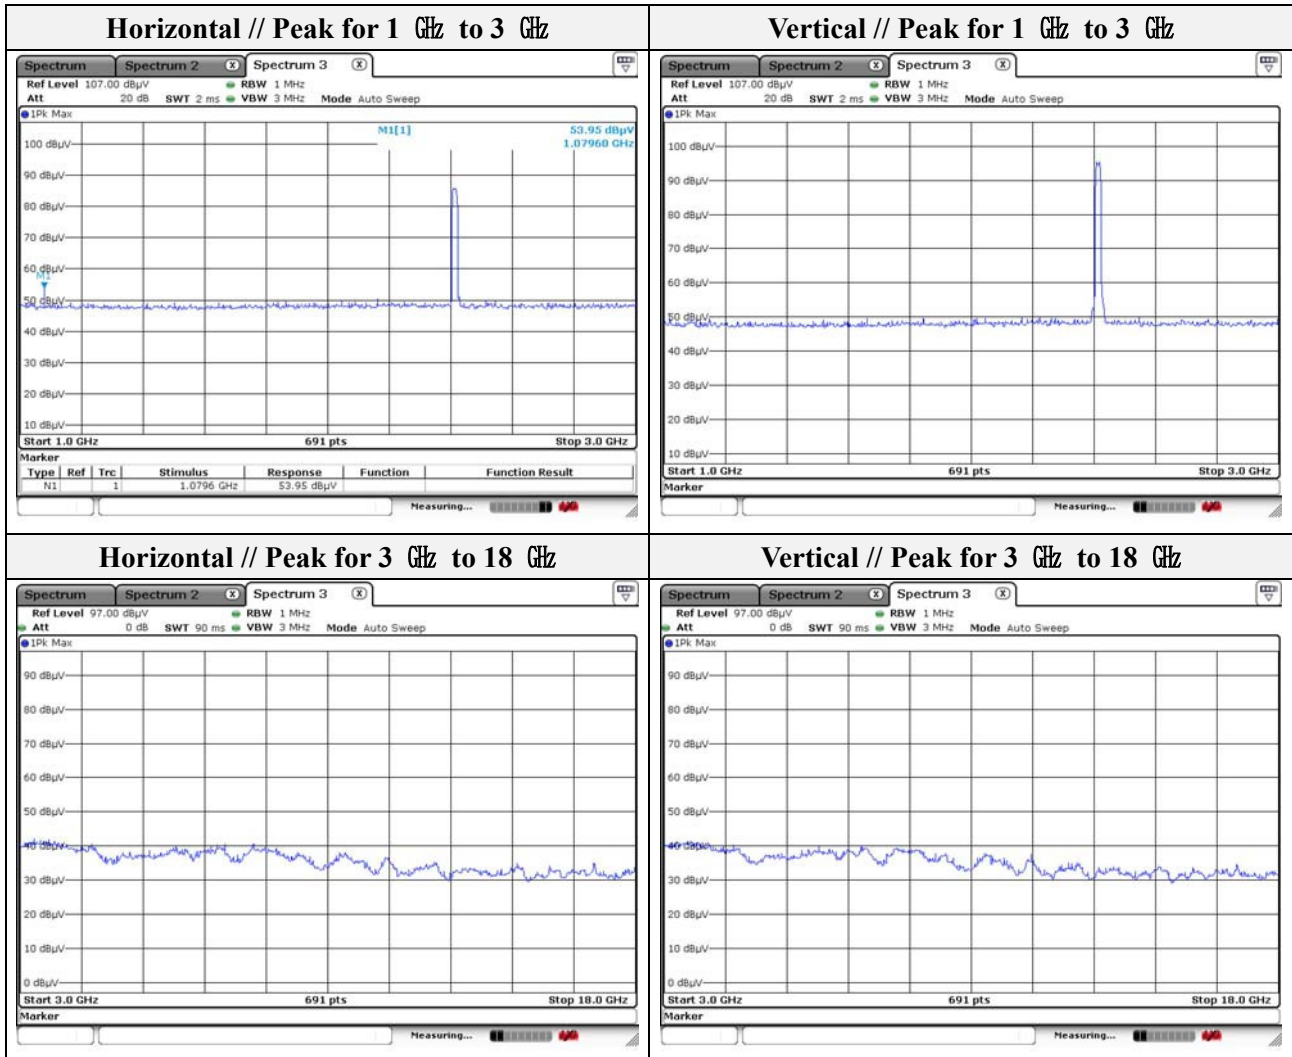 Horizontal // Peak for 1 ㎓ to 3 ㎓
Spectrum Spectrum 2 Spectrum 3
Ref Level 107.00 dBµV RBW 1 MHz
Att 20 dB SWT 2 ms VBW 3 MHz Mode Auto Sweep
1Pk Max
M1[1] 53.95 dBµV
1.07960 GHz
100 dBµV
90 dBµV
80 dBµV
70 dBµV
60 dBµV
M1
50 dBµV
40 dBµV
30 dBµV
20 dBµV
10 dBµV
Start 1.0 GHz 691 pts Stop 3.0 GHz
Marker
Type Ref Trc Stimulus Response Function Function Result
N1 1 1.0796 GHz 53.95 dBµV
Measuring...
Vertical // Peak for 1 ㎓ to 3 ㎓
Spectrum Spectrum 2 Spectrum 3
Ref Level 107.00 dBµV RBW 1 MHz
Att 20 dB SWT 2 ms VBW 3 MHz Mode Auto Sweep
1Pk Max
100 dBµV
90 dBµV
80 dBµV
70 dBµV
60 dBµV
50 dBµV
40 dBµV
30 dBµV
20 dBµV
10 dBµV
Start 1.0 GHz 691 pts Stop 3.0 GHz
Marker
Measuring...
Horizontal // Peak for 3 ㎓ to 18 ㎓
Spectrum Spectrum 2 Spectrum 3
Ref Level 97.00 dBµV RBW 1 MHz
Att 0 dB SWT 90 ms VBW 3 MHz Mode Auto Sweep
1Pk Max
90 dBµV
80 dBµV
70 dBµV
60 dBµV
50 dBµV
40 dBµV
30 dBµV
20 dBµV
10 dBµV
0 dBµV
Start 3.0 GHz 691 pts Stop 18.0 GHz
Marker
Measuring...
Vertical // Peak for 3 ㎓ to 18 ㎓
Spectrum Spectrum 2 Spectrum 3
Ref Level 97.00 dBµV RBW 1 MHz
Att 0 dB SWT 90 ms VBW 3 MHz Mode Auto Sweep
1Pk Max
90 dBµV
80 dBµV
70 dBµV
60 dBµV
50 dBµV
40 dBµV
30 dBµV
20 dBµV
10 dBµV
0 dBµV
Start 3.0 GHz 691 pts Stop 18.0 GHz
Marker
Measuring...